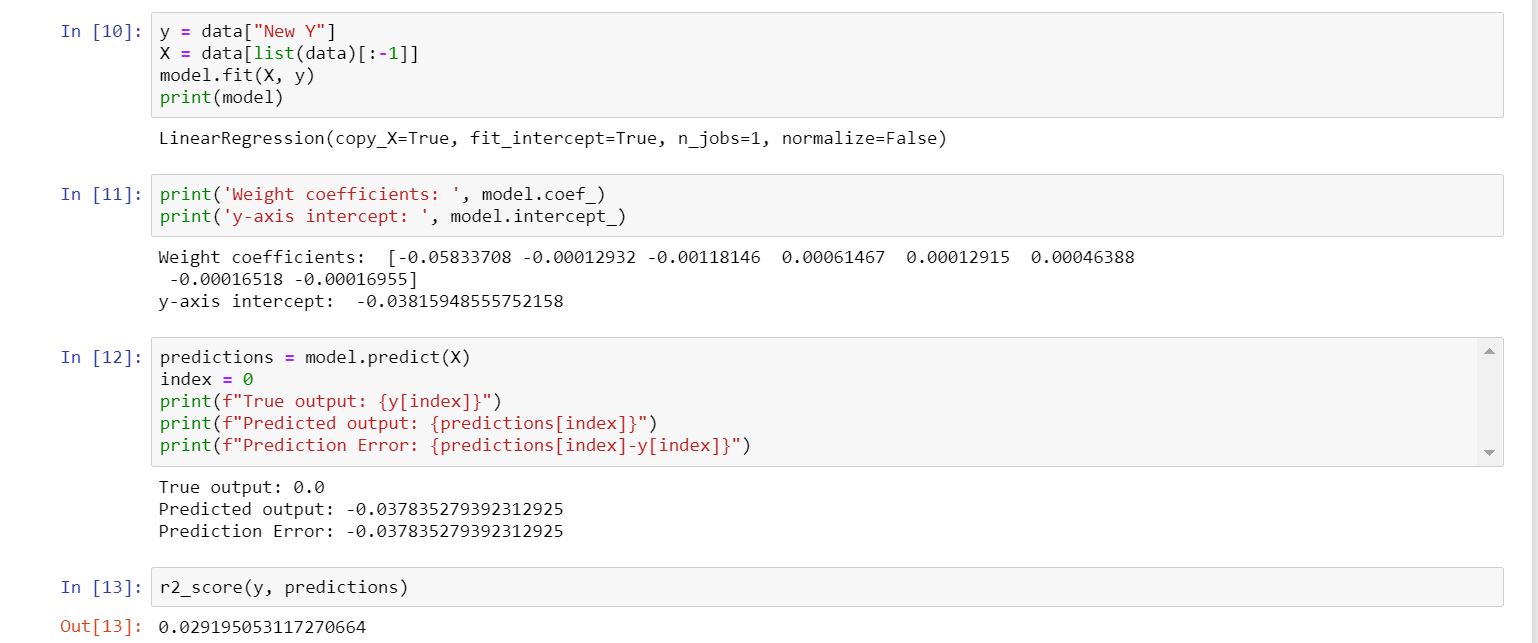 In [10]: y = data["New Y"]
X = data[list(data)[:-1]]
model.fit(X, y)
print(model)
LinearRegression(copy_X=True, fit_intercept=True, n_jobs=1, normalize=False)
In [11]: print('Weight coefficients: ', model.coef_)
print('y-axis intercept: ', model.intercept_)
Weight coefficients:  [-0.05833708 -0.00012932 -0.00118146  0.00061467  0.00012915  0.00046388
 -0.00016518 -0.00016955]
y-axis intercept:  -0.03815948555752158
In [12]: predictions = model.predict(X)
index = 0
print(f"True output: {y[index]}")
print(f"Predicted output: {predictions[index]}")
print(f"Prediction Error: {predictions[index]-y[index]}")
True output: 0.0
Predicted output: -0.037835279392312925
Prediction Error: -0.037835279392312925
In [13]: r2_score(y, predictions)
Out[13]: 0.029195053117270664